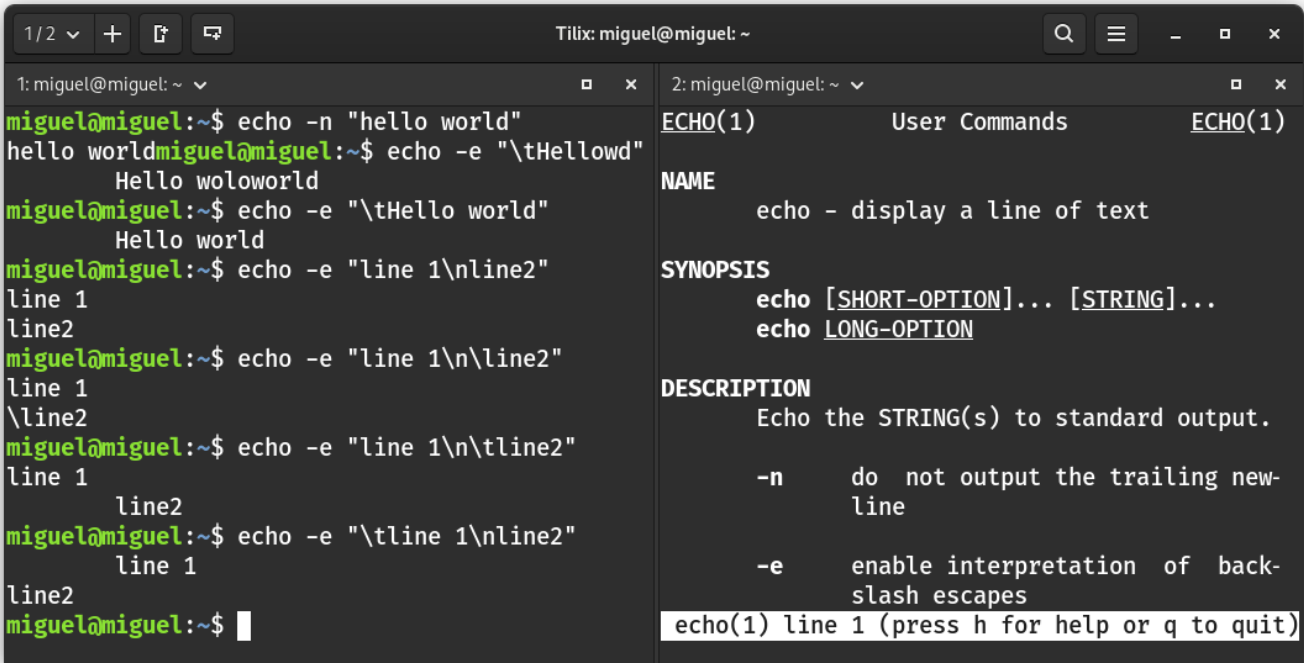 1 / 2
Tilix: miguel@miguel: ~
1: miguel@miguel: ~
miguel@miguel:~$ echo -n "hello world"
hello worldmiguel@miguel:~$ echo -e "\tHellowd"
Hello woloworld
miguel@miguel:~$ echo -e "\tHello world"
Hello world
miguel@miguel:~$ echo -e "line 1\nline2"
line 1
line2
miguel@miguel:~$ echo -e "line 1\n\line2"
line 1
\line2
miguel@miguel:~$ echo -e "line 1\n\tline2"
line 1
line2
miguel@miguel:~$ echo -e "\tline 1\nline2"
line 1
line2
miguel@miguel:~$
2: miguel@miguel: ~
ECHO(1) User Commands ECHO(1)
NAME
echo - display a line of text
SYNOPSIS
echo [SHORT-OPTION]... [STRING]...
echo LONG-OPTION
DESCRIPTION
Echo the STRING(s) to standard output.
-n do not output the trailing new-
line
-e enable interpretation of back-
slash escapes
echo(1) line 1 (press h for help or q to quit)